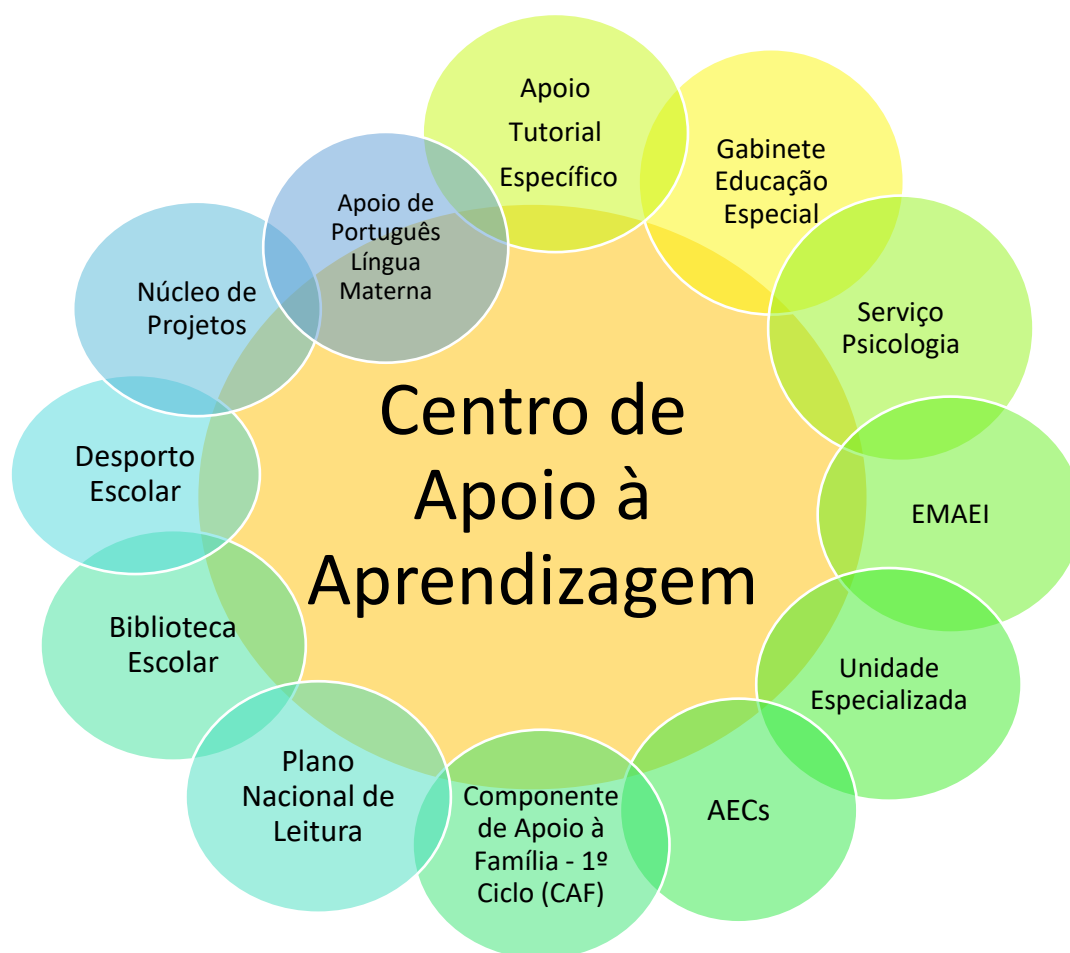 Apoio
Tutorial
Específico
Gabinete
Educação
Especial
Serviço
Psicologia
EMAEI
Unidade
Especializada
AECs
Componente
de Apoio à
Família - 1º
Ciclo (CAF)
Plano
Nacional de
Leitura
Biblioteca
Escolar
Desporto
Escolar
Núcleo de
Projetos
Apoio de
Português
Língua
Materna
Centro de
Apoio à
Aprendizagem